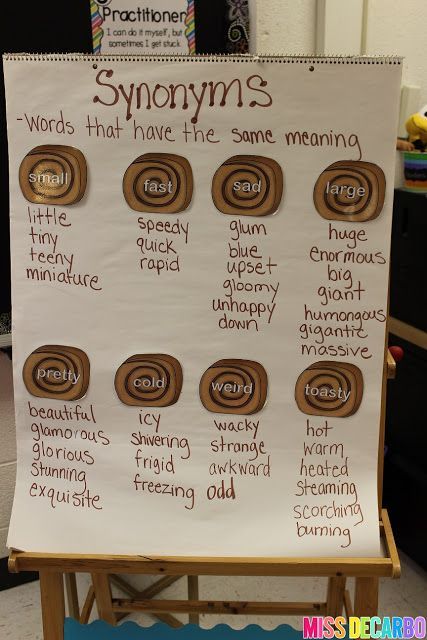 Practitioner
I can do it myself, but
sometimes I get stuck
Synonyms
-words that have the same meaning
small
little
tiny
teeny
miniature
fast
speedy
quick
rapid
sad
glum
blue
upset
gloomy
unhappy
down
large
huge
enormous
big
giant
humongous
gigantic
massive
pretty
beautiful
glamorous
glorious
stunning
exquisite
cold
icy
shivering
frigid
freezing
weird
wacky
strange
awkward
odd
toasty
hot
warm
heated
steaming
scorching
burning
MISS DECARBO